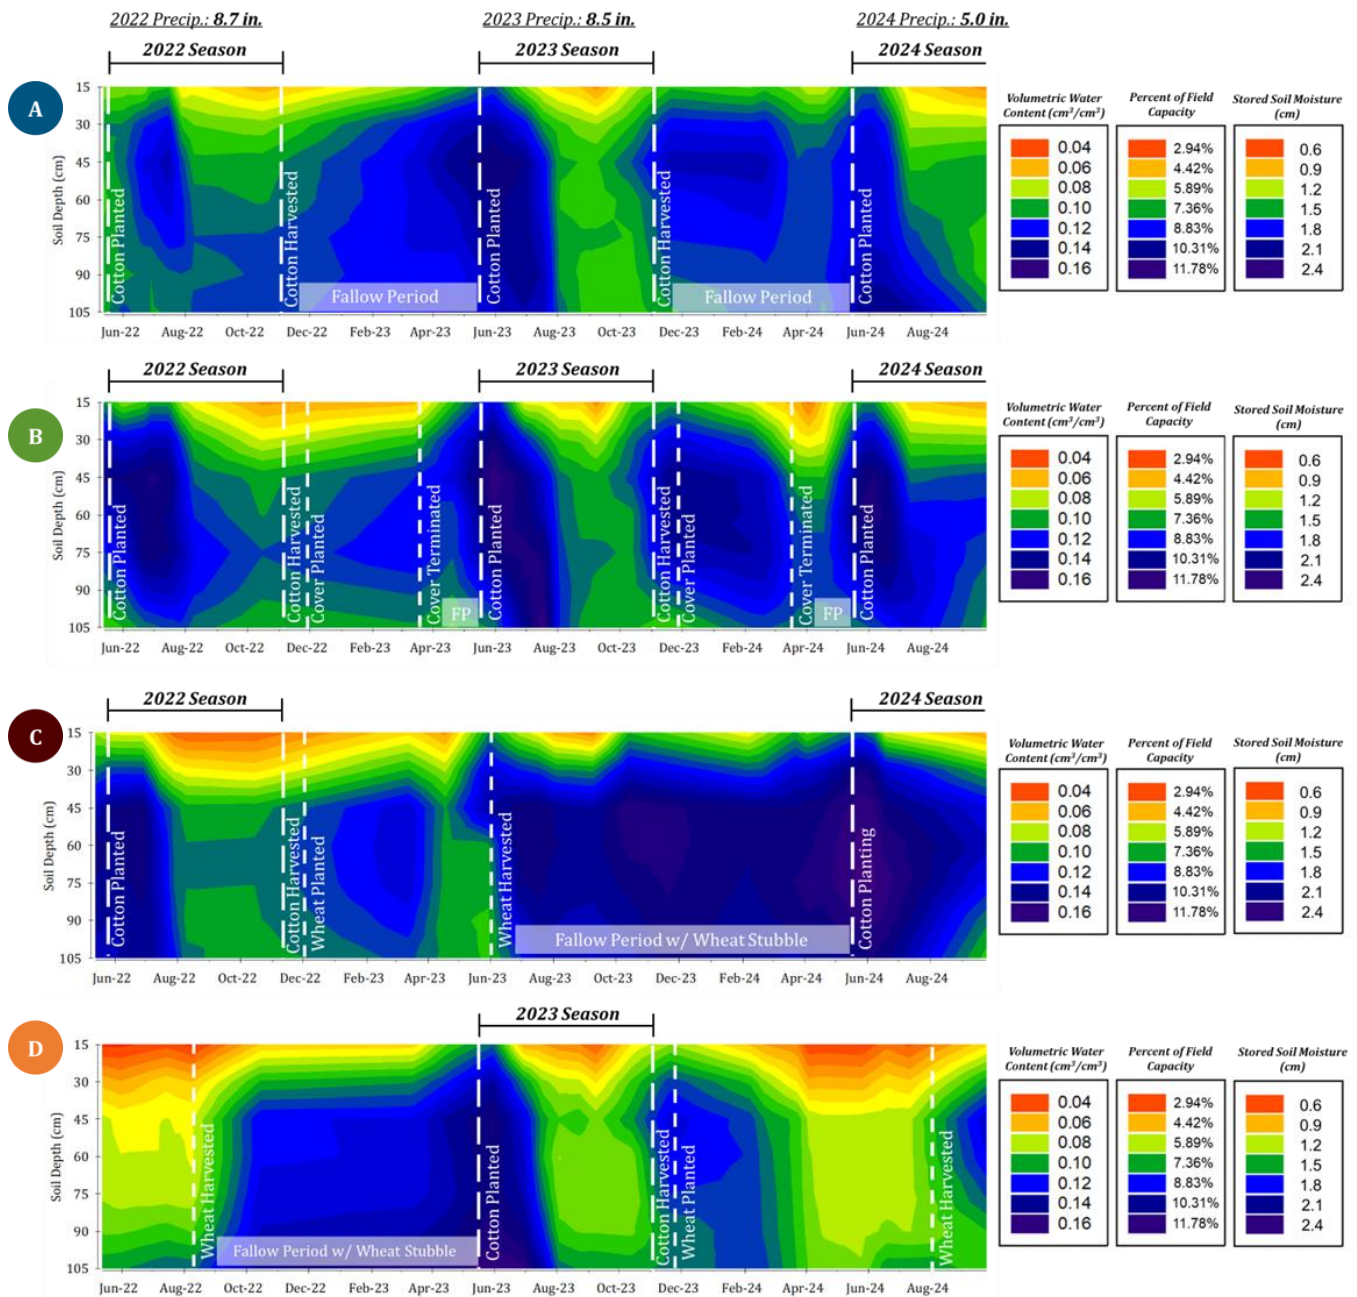 2022 Precip.: 8.7 in.
2023 Precip.: 8.5 in.
2024 Precip.: 5.0 in.
2022 Season
2023 Season
2024 Season
A
Soil Depth (cm)
15
30
45
60
75
90
105
Cotton Planted
Cotton Harvested
Fallow Period
Cotton Planted
Cotton Harvested
Fallow Period
Cotton Planted
Jun-22 Aug-22 Oct-22 Dec-22 Feb-23 Apr-23 Jun-23 Aug-23 Oct-23 Dec-23 Feb-24 Apr-24 Jun-24 Aug-24
Volumetric Water
Content (cm³/cm³)
0.04
0.06
0.08
0.10
0.12
0.14
0.16
Percent of Field
Capacity
2.94%
4.42%
5.89%
7.36%
8.83%
10.31%
11.78%
Stored Soil Moisture
(cm)
0.6
0.9
1.2
1.5
1.8
2.1
2.4
2022 Season
2023 Season
2024 Season
B
Soil Depth (cm)
15
30
45
60
75
90
105
Cotton Planted
Cotton Harvested
Cover Planted
Cover Terminated
FP
Cotton Planted
Cotton Harvested
Cover Planted
Cover Terminated
FP
Cotton Planted
Jun-22 Aug-22 Oct-22 Dec-22 Feb-23 Apr-23 Jun-23 Aug-23 Oct-23 Dec-23 Feb-24 Apr-24 Jun-24 Aug-24
Volumetric Water
Content (cm³/cm³)
0.04
0.06
0.08
0.10
0.12
0.14
0.16
Percent of Field
Capacity
2.94%
4.42%
5.89%
7.36%
8.83%
10.31%
11.78%
Stored Soil Moisture
(cm)
0.6
0.9
1.2
1.5
1.8
2.1
2.4
2022 Season
2024 Season
C
Soil Depth (cm)
15
30
45
60
75
90
105
Cotton Planted
Cotton Harvested
Wheat Planted
Wheat Harvested
Fallow Period w/ Wheat Stubble
Cotton Planting
Jun-22 Aug-22 Oct-22 Dec-22 Feb-23 Apr-23 Jun-23 Aug-23 Oct-23 Dec-23 Feb-24 Apr-24 Jun-24 Aug-24
Volumetric Water
Content (cm³/cm³)
0.04
0.06
0.08
0.10
0.12
0.14
0.16
Percent of Field
Capacity
2.94%
4.42%
5.89%
7.36%
8.83%
10.31%
11.78%
Stored Soil Moisture
(cm)
0.6
0.9
1.2
1.5
1.8
2.1
2.4
2023 Season
D
Soil Depth (cm)
15
30
45
60
75
90
105
Wheat Harvested
Fallow Period w/ Wheat Stubble
Cotton Planted
Cotton Harvested
Wheat Planted
Wheat Harvested
Jun-22 Aug-22 Oct-22 Dec-22 Feb-23 Apr-23 Jun-23 Aug-23 Oct-23 Dec-23 Feb-24 Apr-24 Jun-24 Aug-24
Volumetric Water
Content (cm³/cm³)
0.04
0.06
0.08
0.10
0.12
0.14
0.16
Percent of Field
Capacity
2.94%
4.42%
5.89%
7.36%
8.83%
10.31%
11.78%
Stored Soil Moisture
(cm)
0.6
0.9
1.2
1.5
1.8
2.1
2.4